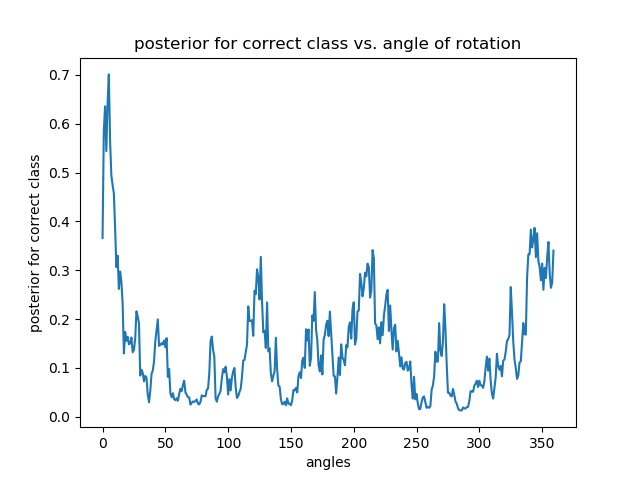 posterior for correct class vs. angle of rotation
0.7
0.6
0.5
0.4
0.3
0.2
0.1
0.0
posterior for correct class
0 50 100 150 200 250 300 350
angles